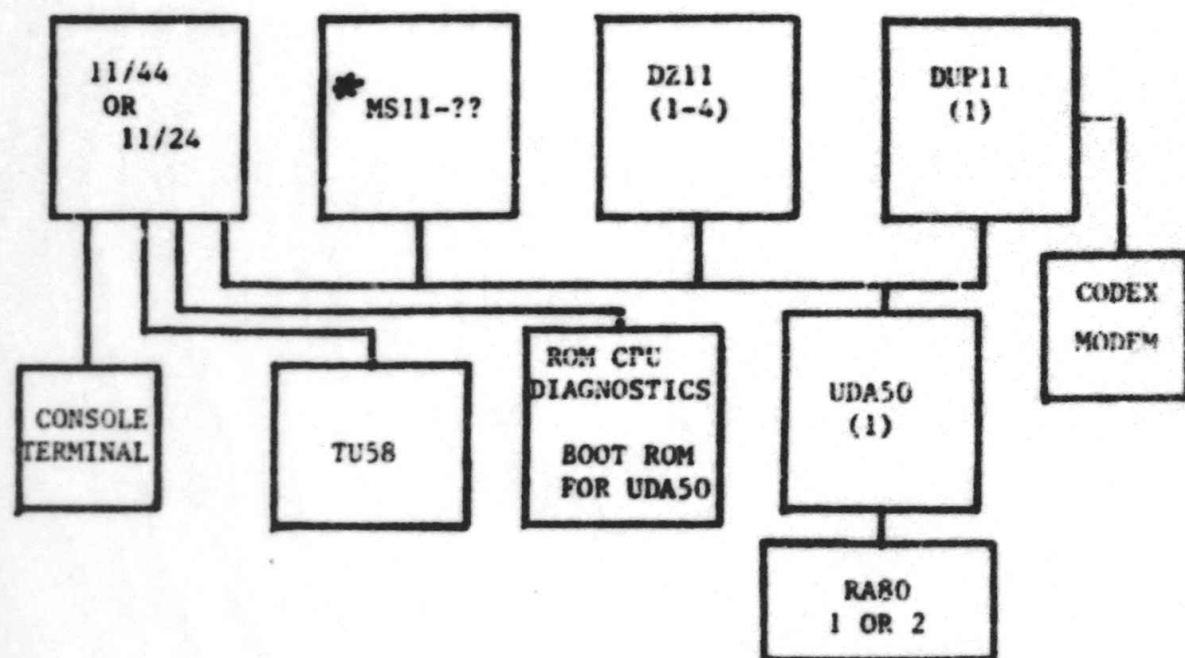 11/44
OR
11/24
* MS11-??
DZ11
(1-4)
DUP11
(1)
CODEX
MODEM
CONSOLE
TERMINAL
TU58
ROM CPU
DIAGNOSTICS
BOOT ROM
FOR UDA50
UDA50
(1)
RA80
1 OR 2